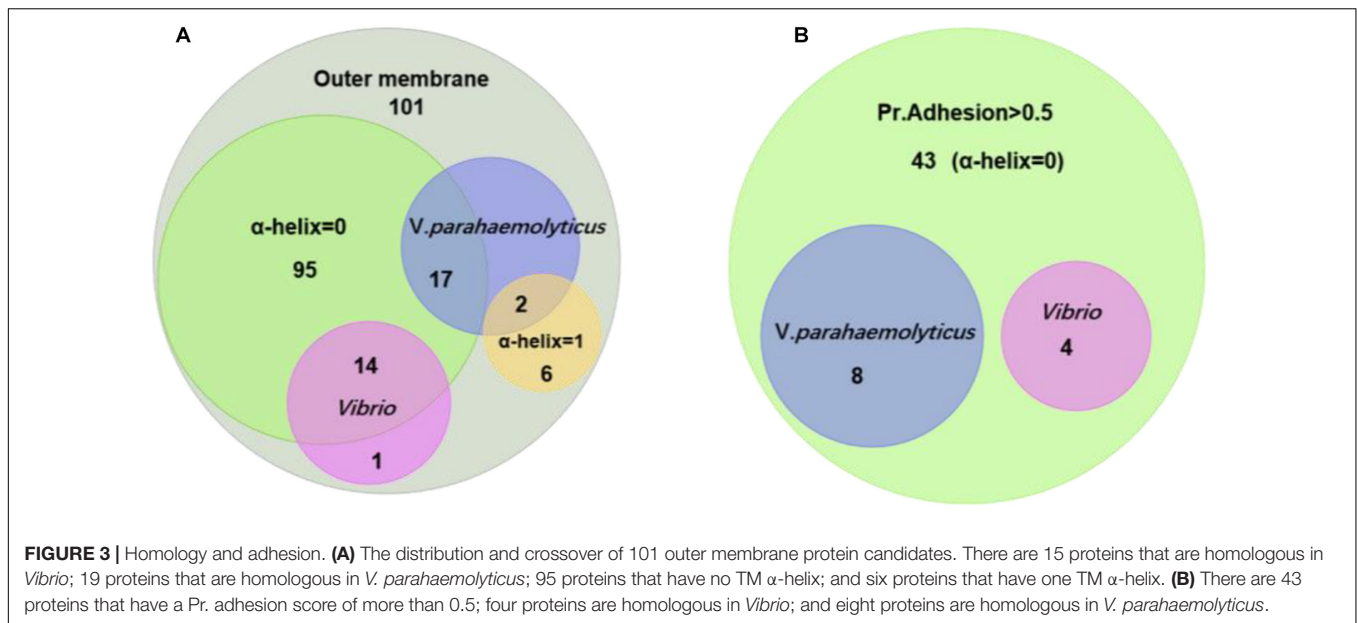 A
Outer membrane
101
α-helix=0
95
V.parahaemolyticus
17
2
α-helix=1
6
14
Vibrio
1
B
Pr.Adhesion>0.5
43 (α-helix=0)
V.parahaemolyticus
8
Vibrio
4
FIGURE 3 | Homology and adhesion. (A) The distribution and crossover of 101 outer membrane protein candidates. There are 15 proteins that are homologous in
Vibrio; 19 proteins that are homologous in V. parahaemolyticus; 95 proteins that have no TM α-helix; and six proteins that have one TM α-helix. (B) There are 43
proteins that have a Pr. adhesion score of more than 0.5; four proteins are homologous in Vibrio; and eight proteins are homologous in V. parahaemolyticus.